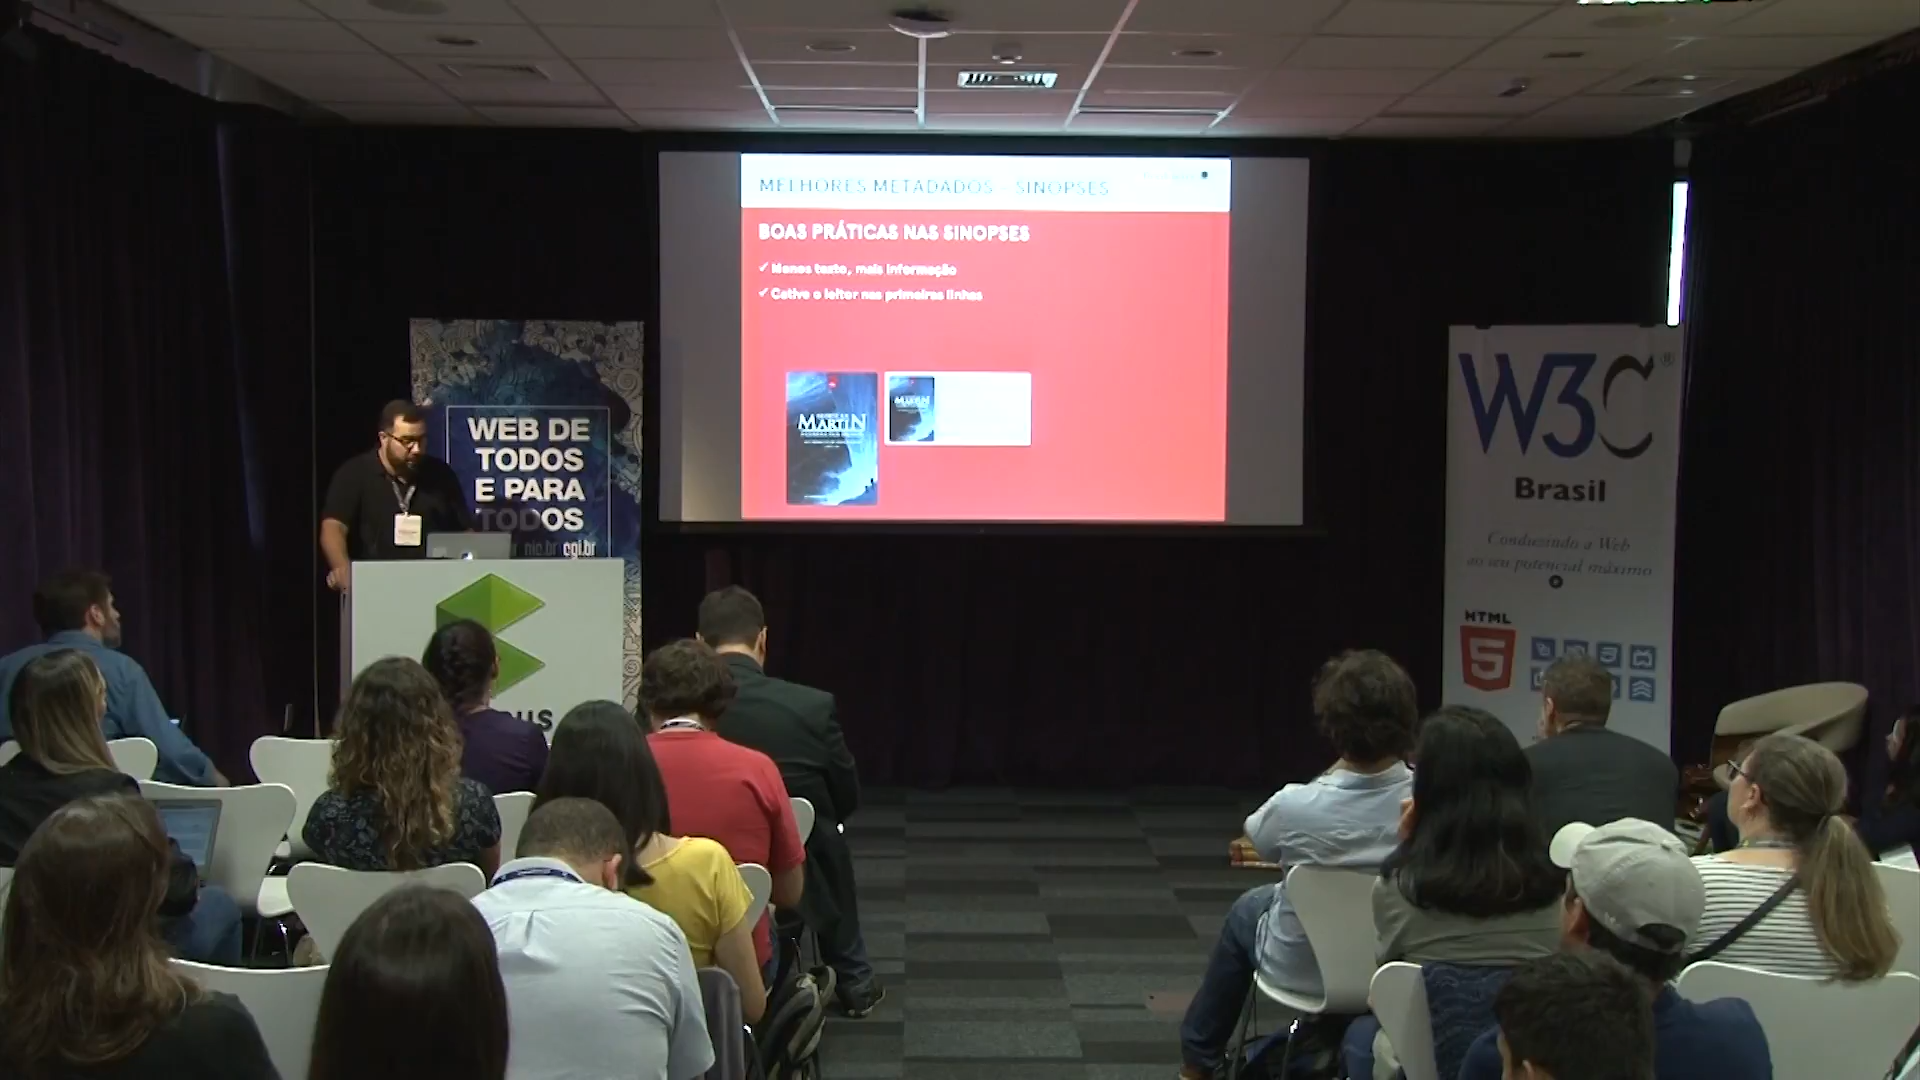 MELHORES METADADOS - SINOPSES
BOAS PRÁTICAS NAS SINOPSES
✓ Menos texto, mais informação
✓ Cative o leitor nas primeiras linhas
MARTIN
MARTIN
WEB DE
TODOS
E PARA
TODOS
nic.br cgi.br
W3C®
Brasil
Conduzindo a Web
ao seu potencial máximo
HTML
5